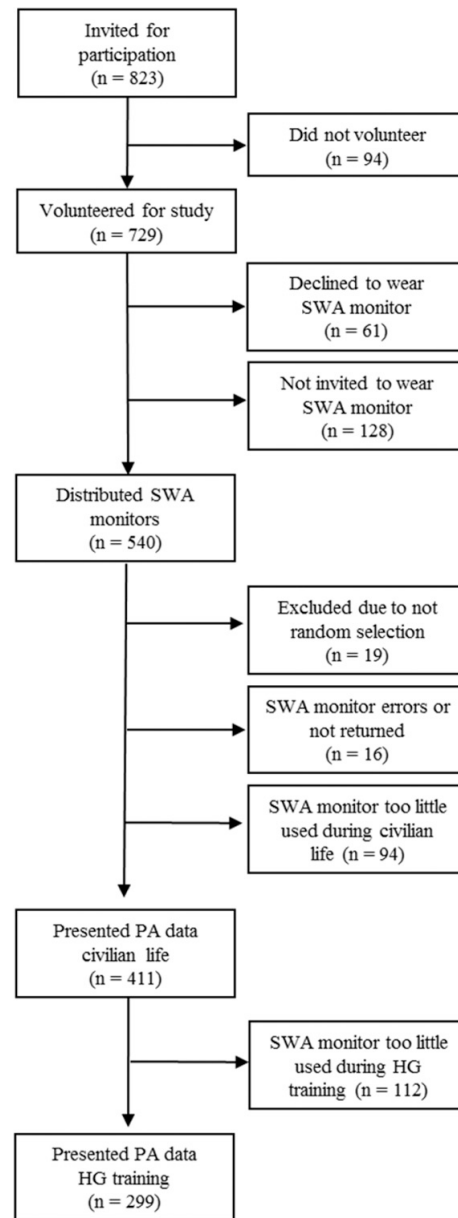 Invited for
participation
(n = 823)
Did not volunteer
(n = 94)
Volunteered for study
(n = 729)
Declined to wear
SWA monitor
(n = 61)
Not invited to wear
SWA monitor
(n = 128)
Distributed SWA
monitors
(n = 540)
Excluded due to not
random selection
(n = 19)
SWA monitor errors or
not returned
(n = 16)
SWA monitor too little
used during civilian
life (n = 94)
Presented PA data
civilian life
(n = 411)
SWA monitor too little
used during HG
training (n = 112)
Presented PA data
HG training
(n = 299)